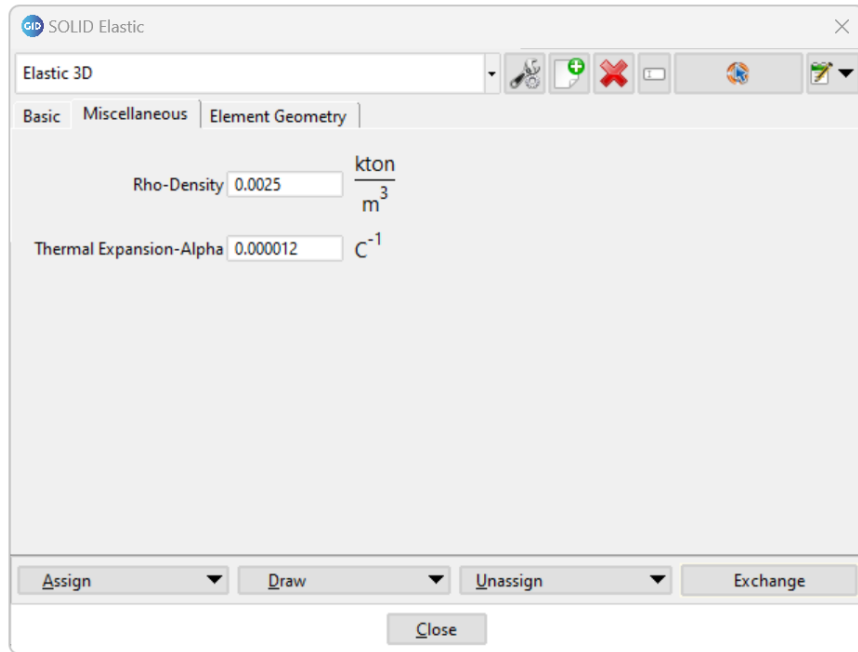 GiD SOLID Elastic
Elastic 3D
Basic Miscellaneous Element Geometry
Rho-Density 0.0025 kton
m3
Thermal Expansion-Alpha 0.000012 C-1
Assign Draw Unassign Exchange
Close